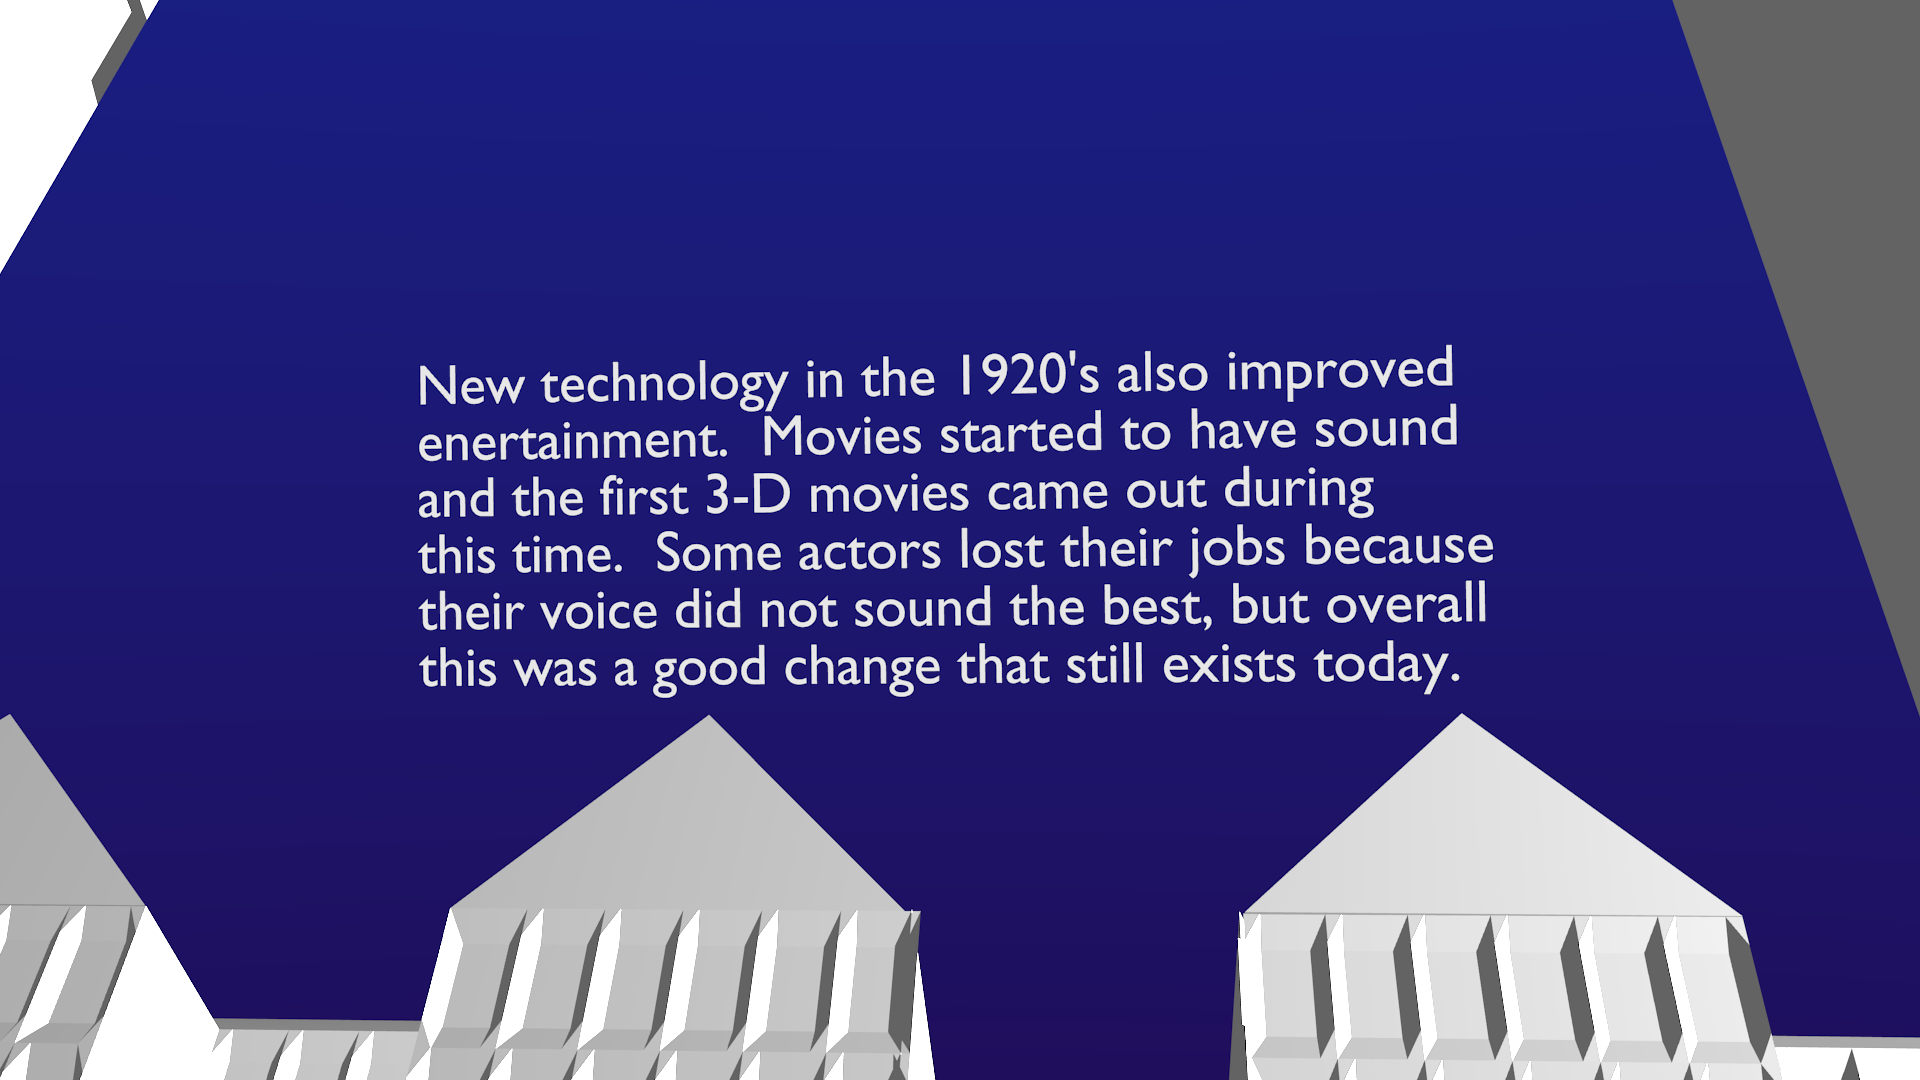 New technology in the 1920's also improved
enertainment.  Movies started to have sound
and the first 3-D movies came out during
this time.  Some actors lost their jobs because
their voice did not sound the best, but overall
this was a good change that still exists today.